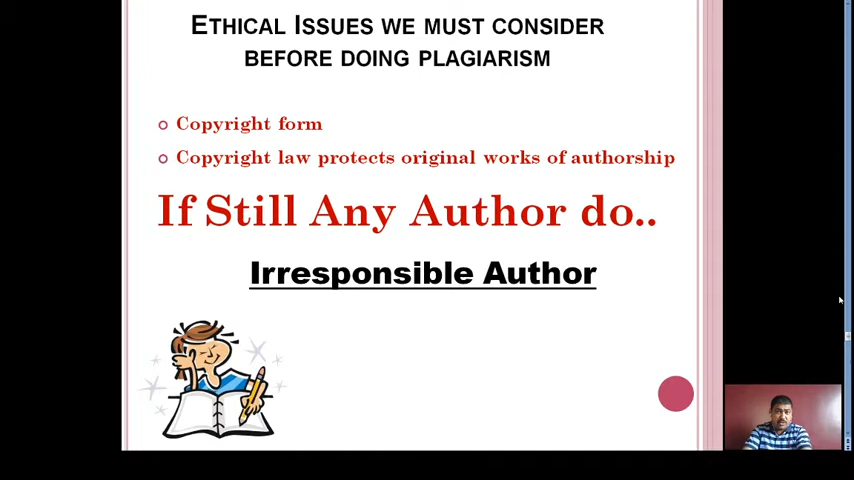 ETHICAL ISSUES WE MUST CONSIDER
BEFORE DOING PLAGIARISM
Copyright form
Copyright law protects original works of authorship
If Still Any Author do..
Irresponsible Author